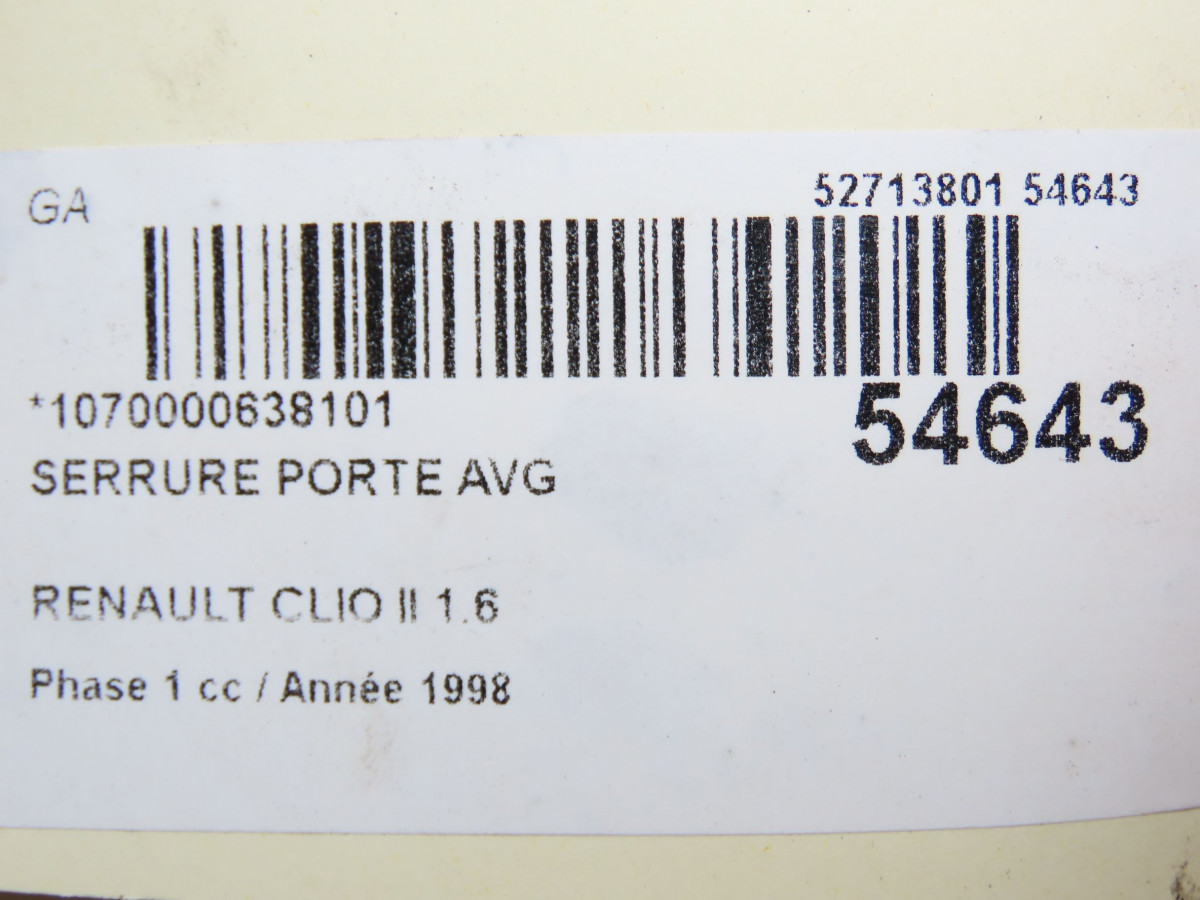 GA
52713801 54643
*1070000638101
54643
SERRURE PORTE AVG
RENAULT CLIO II 1.6
Phase 1 cc / Année 1998